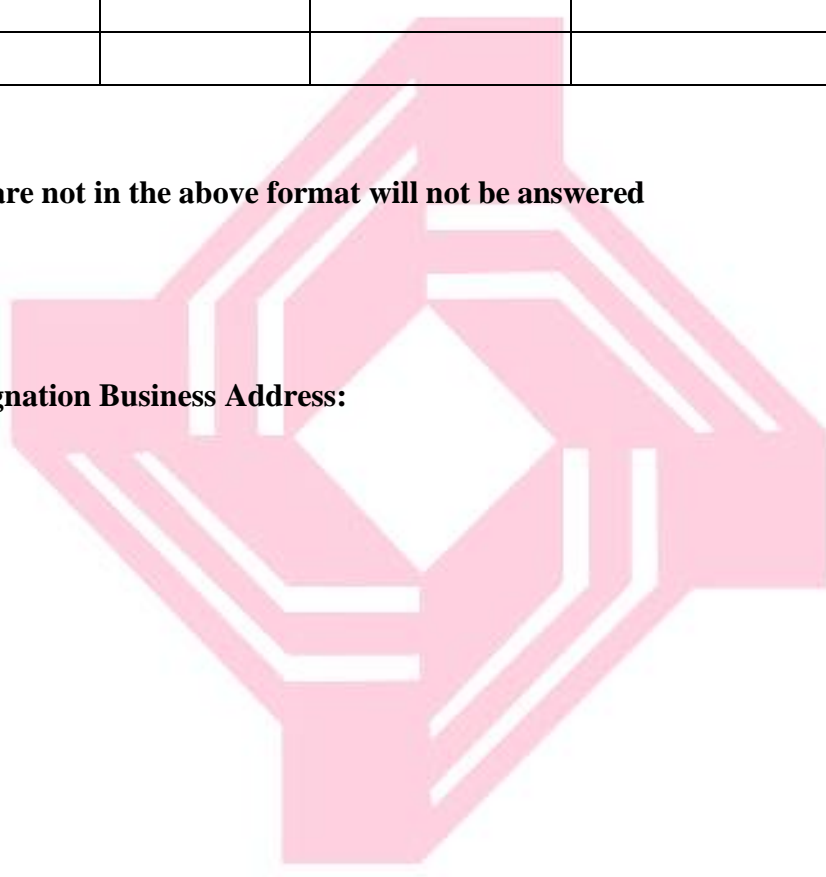 are not in the above format will not be answered
gnation Business Address: